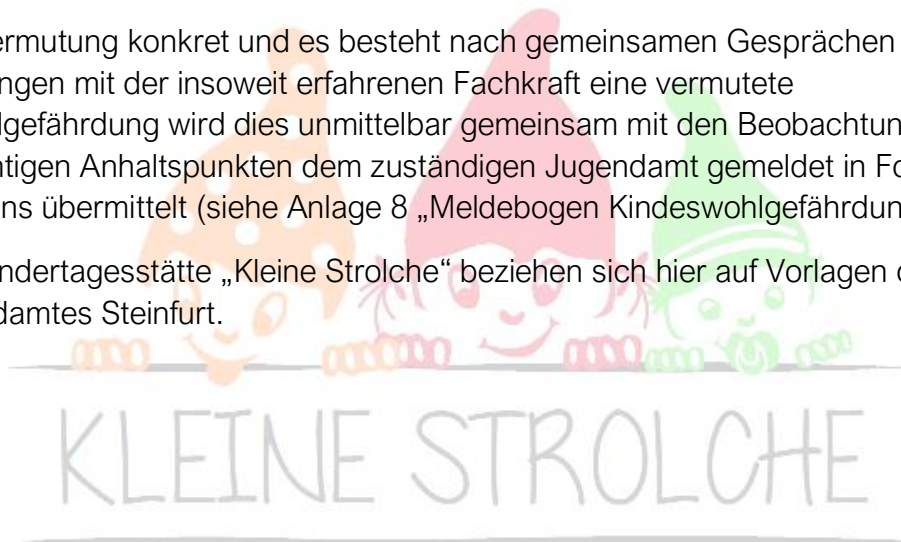 ermutung konkret und es besteht nach gemeinsamen Gesprächen
ngen mit der insoweit erfahrenen Fachkraft eine vermutete
lgefährdung wird dies unmittelbar gemeinsam mit den Beobachtun
htigen Anhaltspunkten dem zuständigen Jugendamt gemeldet in Fo
ns übermittelt (siehe Anlage 8 „Meldebogen Kindeswohlgefährdun
ndertagesstätte „Kleine Strolche“ beziehen sich hier auf Vorlagen
damtes Steinfurt.
KLEINE STROLCHE